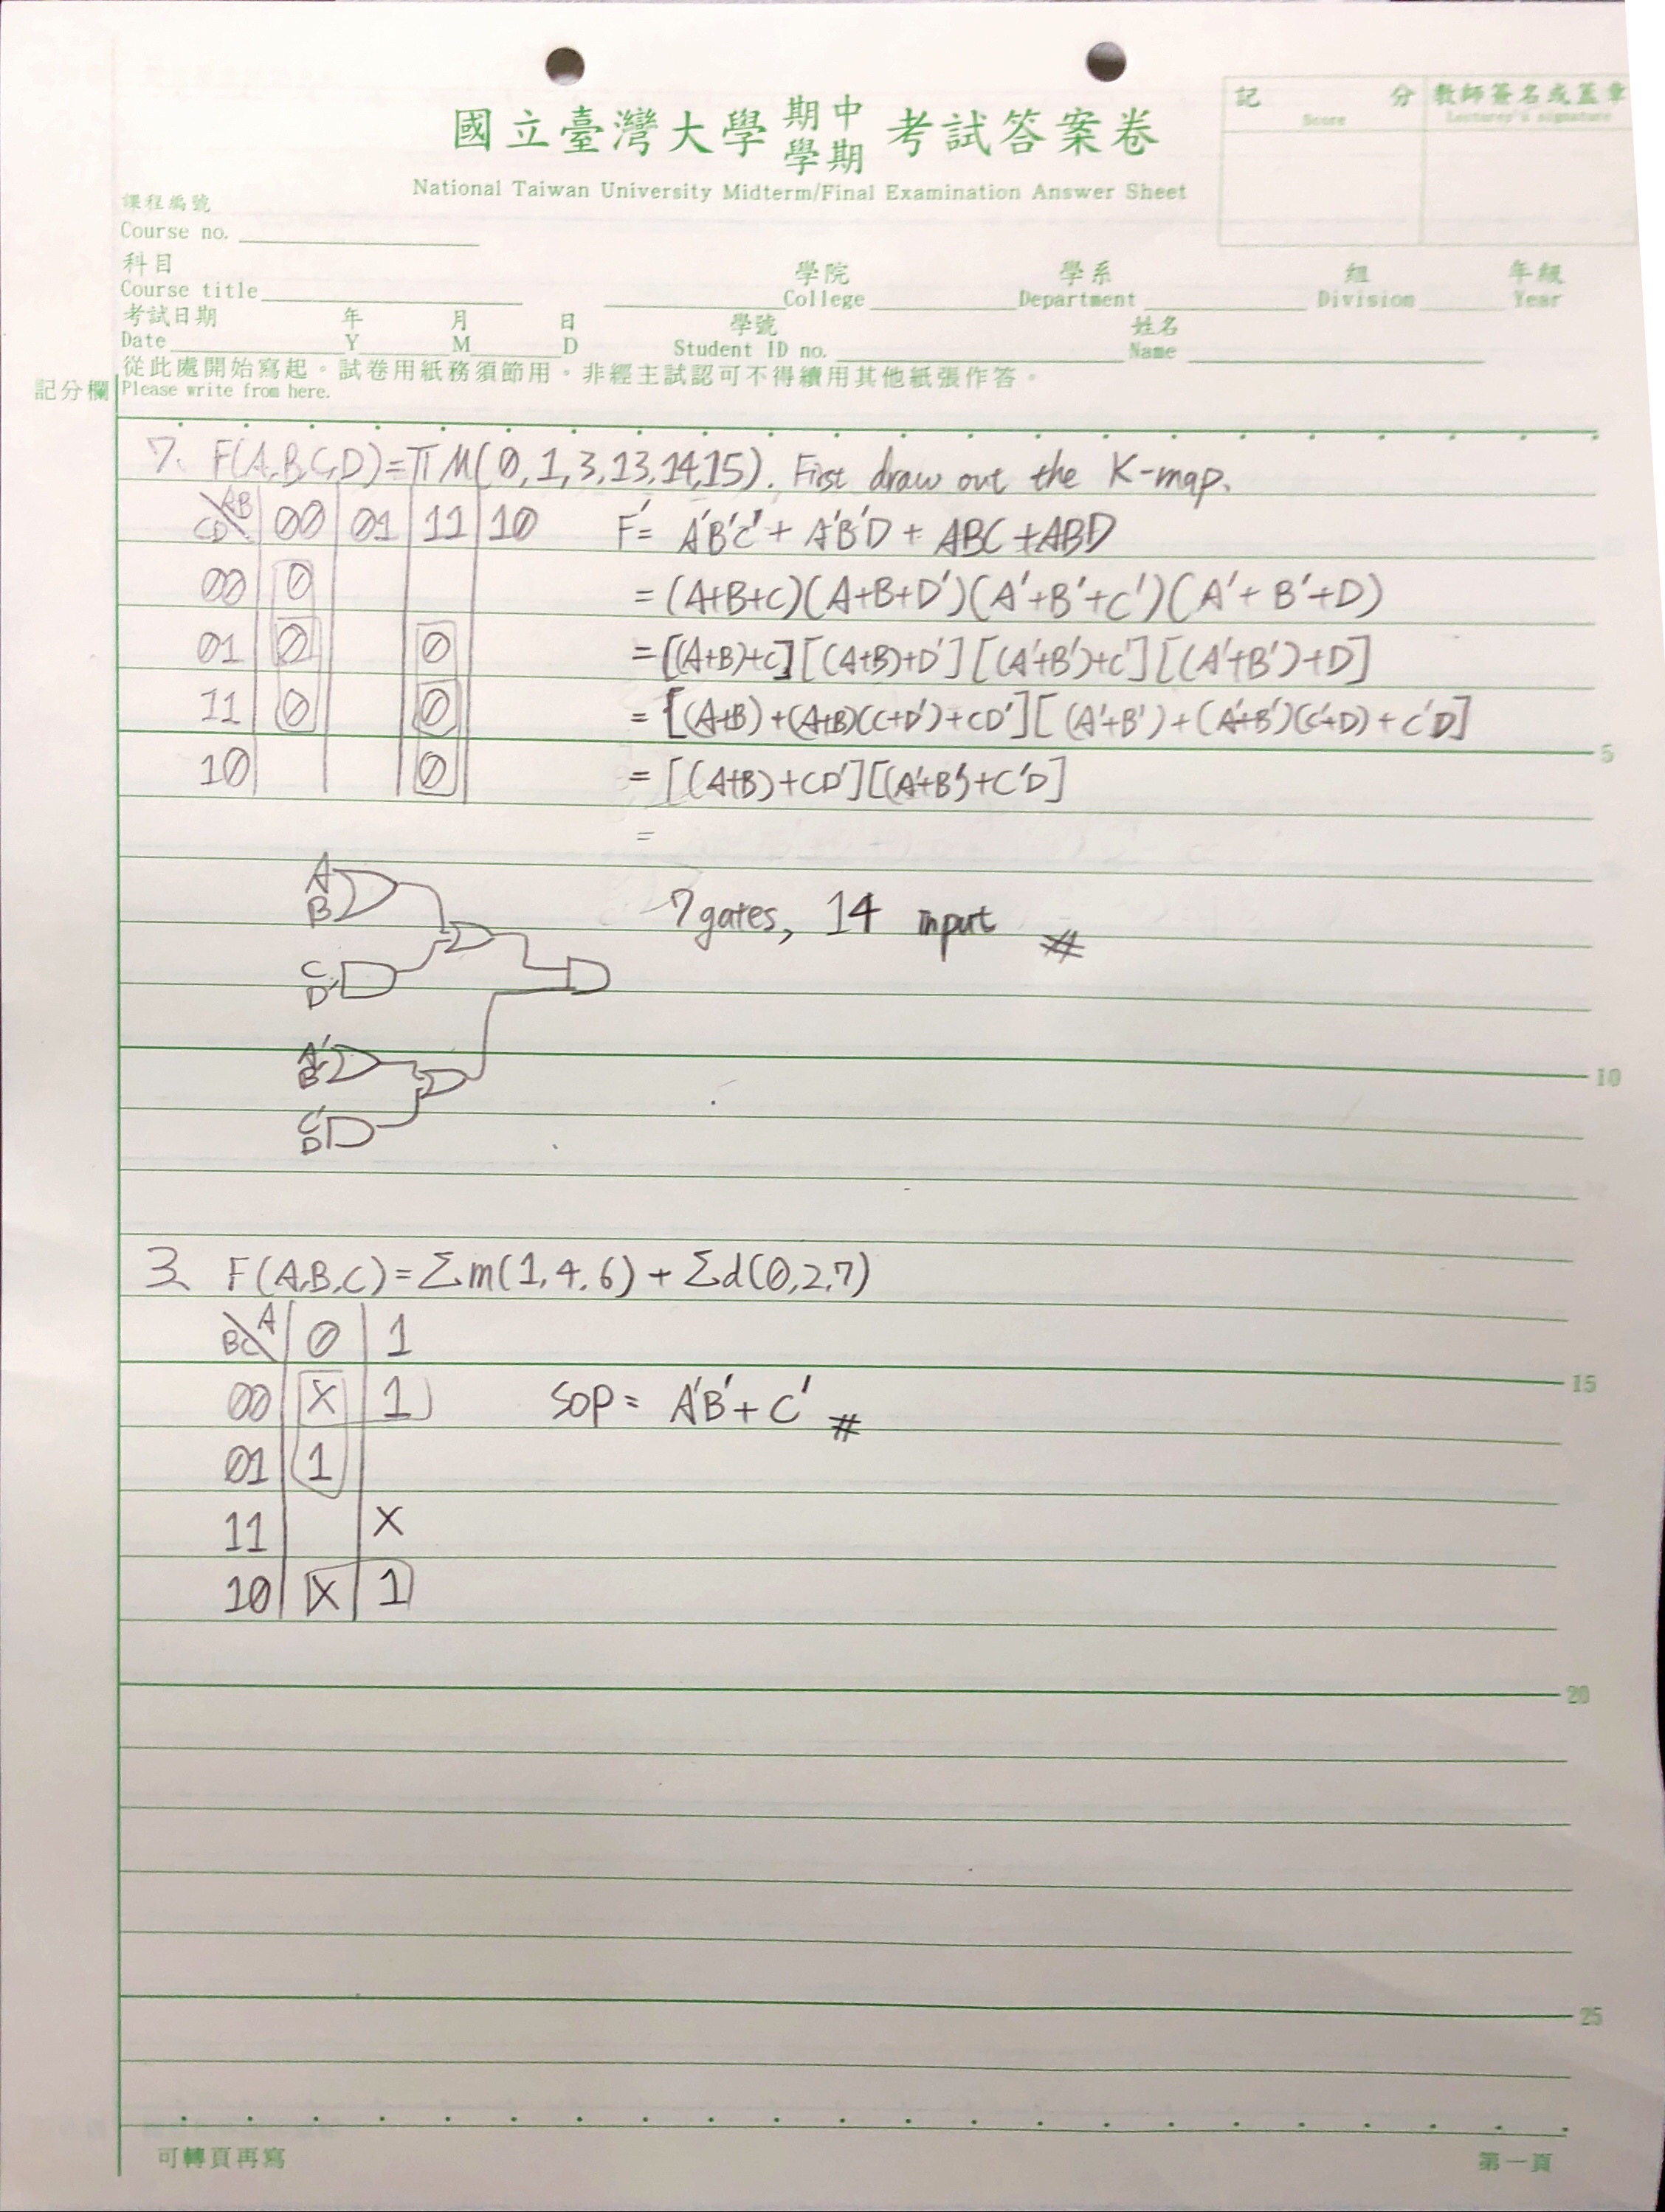 國立臺灣大學 期中 學期 考試答案卷
National Taiwan University Midterm/Final Examination Answer Sheet
記 分 教師簽名或蓋章
Score Lecturer's signature
課程編號
Course no.
科目 學院 學系 組 年級
Course title College Department Division Year
考試日期 年 月 日 學號 姓名
Date Y M D Student ID no. Name
從此處開始寫起。試卷用紙務須節用。非經主試認可不得續用其他紙張作答。
記分欄 Please write from here.
7. F(A,B,C,D)=πM(0,1,3,13,14,15). First draw out the K-map.
AB CD 00 01 11 10 F'= A'B'C'+ A'B'D + ABC +ABD
00 0 = (A+B+C)(A+B+D')(A'+B'+C')(A'+B'+D)
01 0 0 = [(A+B)+C][(A+B)+D'][(A'+B')+C'][(A'+B')+D]
11 0 0 = [(A+B)+(A+B)(C+D')+CD'][(A'+B')+(A'+B')(C'+D)+C'D]
5
10 0 = [(A+B)+CD'][(A'+B')+C'D]
=
A
B
7 gates, 14 input #
C
D'
A'
B'
10
C'
D
3. F(A,B,C)=Σm(1,4,6)+Σd(0,2,7)
A BC 0 1
15
00 X 1 SOP= A'B'+C' #
01 1
11 X
10 X 1
20
25
可轉頁再寫 第一頁